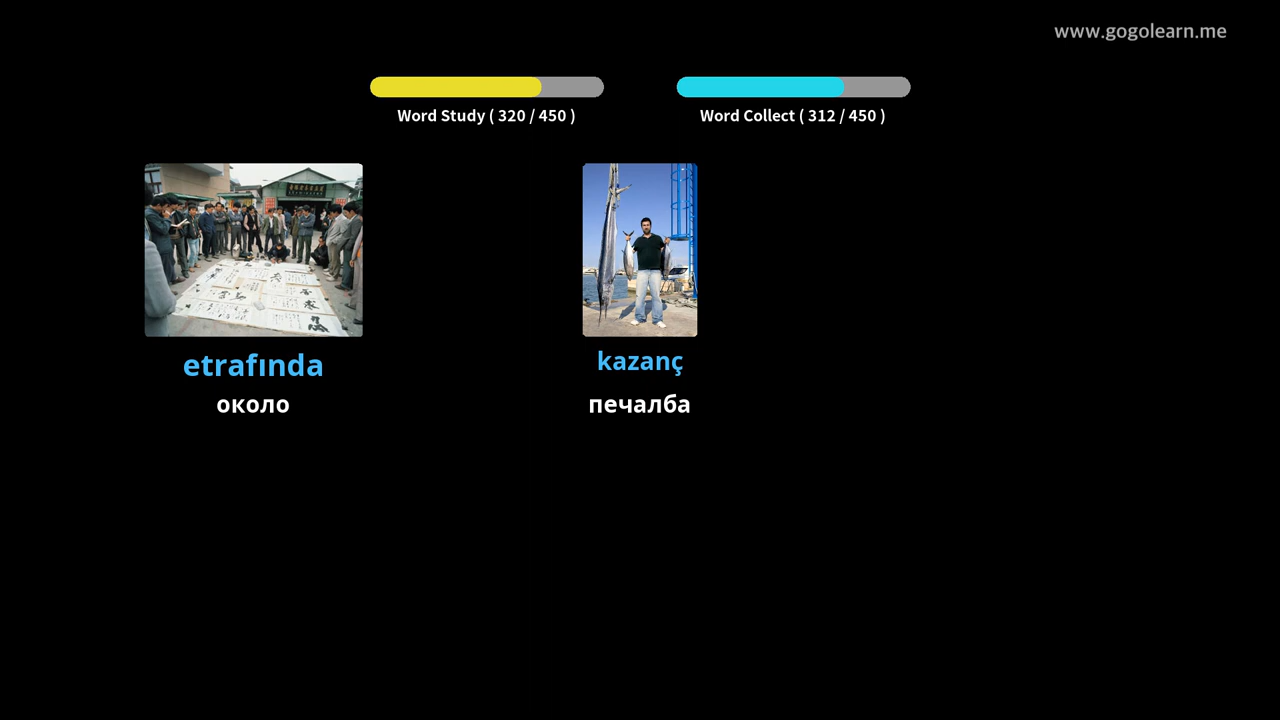 www.gogolearn.me
Word Study ( 320 / 450 )
Word Collect ( 312 / 450 )
etrafında
около
kazanç
печалба